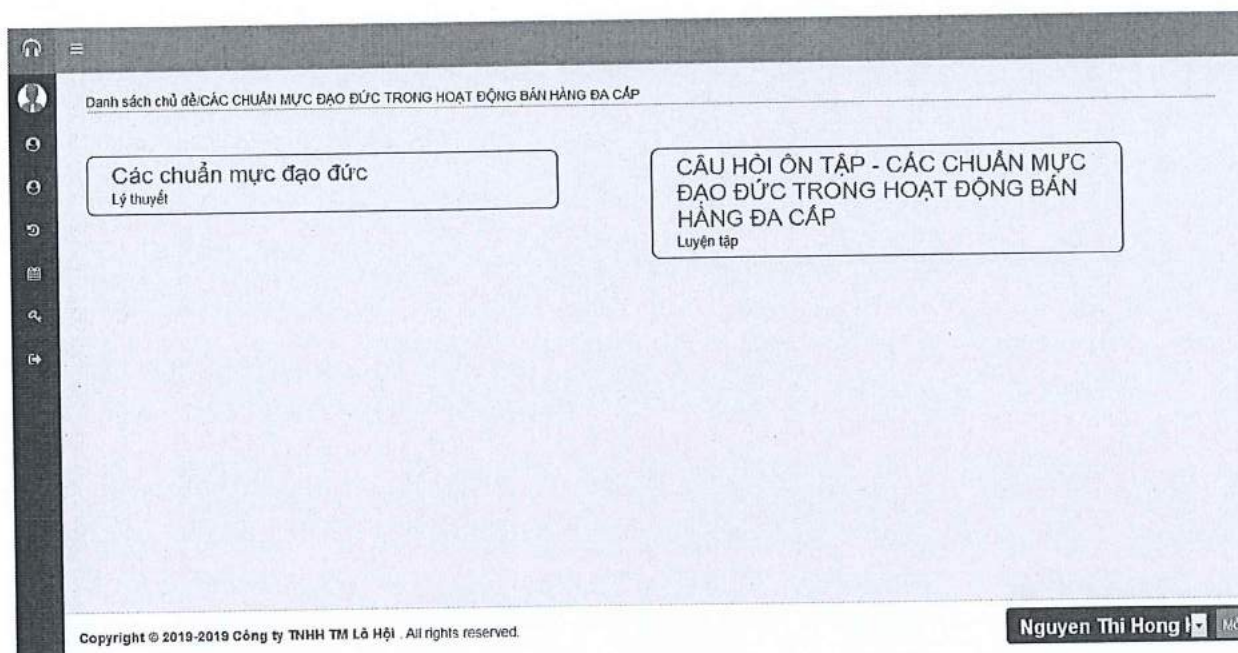 Danh sách chủ đề/CÁC CHUẨN MỰC ĐẠO ĐỨC TRONG HOẠT ĐỘNG BÁN HÀNG ĐA CẤP
Các chuẩn mực đạo đức
Lý thuyết
CÂU HỎI ÔN TẬP - CÁC CHUẨN MỰC
ĐẠO ĐỨC TRONG HOẠT ĐỘNG BÁN
HÀNG ĐA CẤP
Luyện tập
Copyright © 2019-2019 Công ty TNHH TM Lô Hội . All rights reserved.
Nguyen Thi Hong